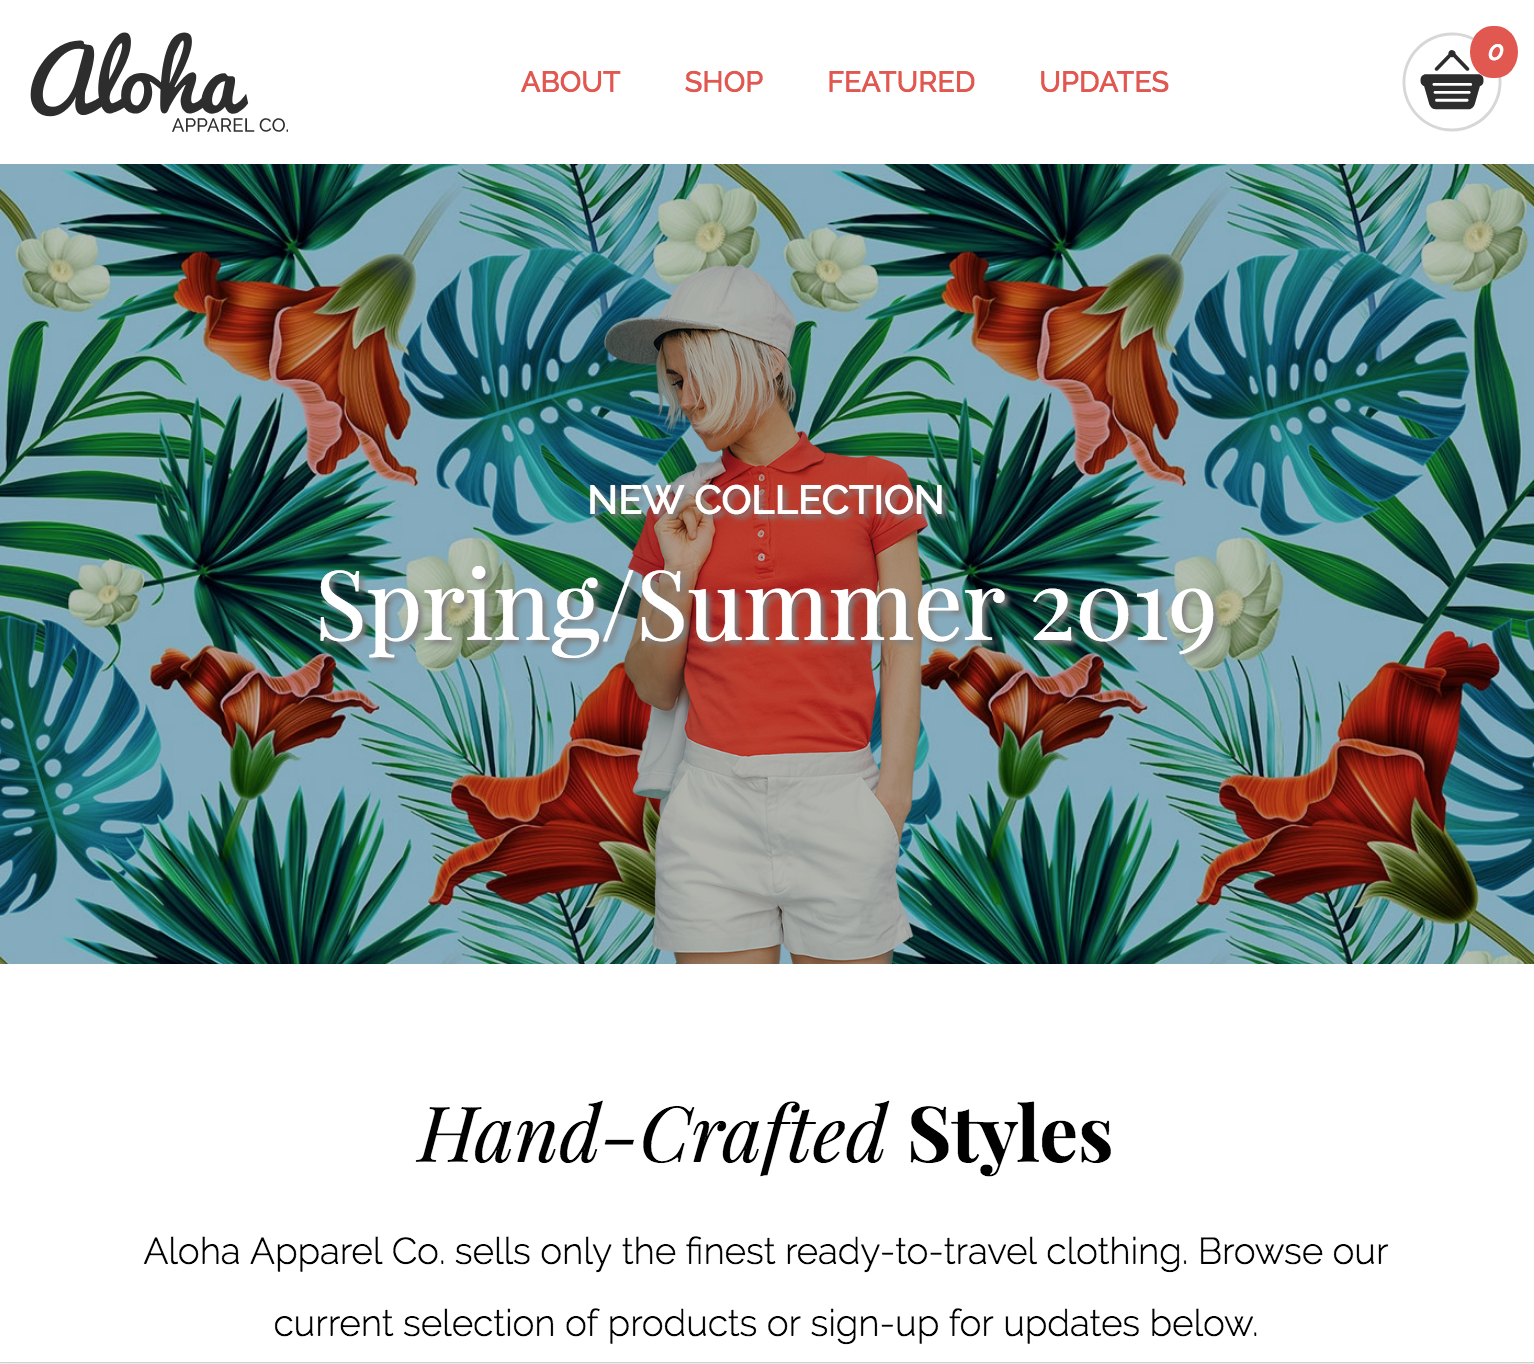 Aloha
APPAREL CO.
ABOUT SHOP FEATURED UPDATES
0
NEW COLLECTION
Spring/Summer 2019
Hand-Crafted Styles
Aloha Apparel Co. sells only the finest ready-to-travel clothing. Browse our
current selection of products or sign-up for updates below.